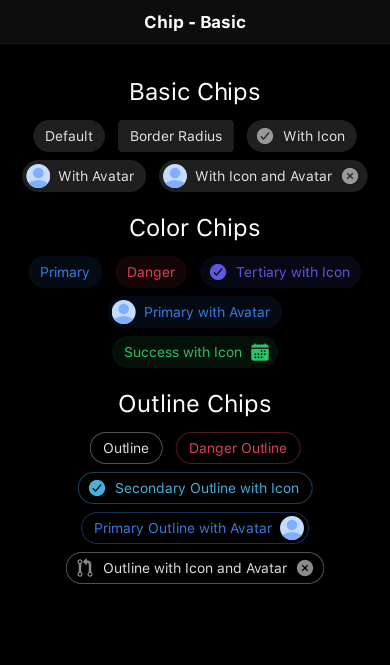 Chip - Basic
Basic Chips
Default Border Radius With Icon
With Avatar With Icon and Avatar
Color Chips
Primary Danger Tertiary with Icon
Primary with Avatar
Success with Icon
Outline Chips
Outline Danger Outline
Secondary Outline with Icon
Primary Outline with Avatar
Outline with Icon and Avatar